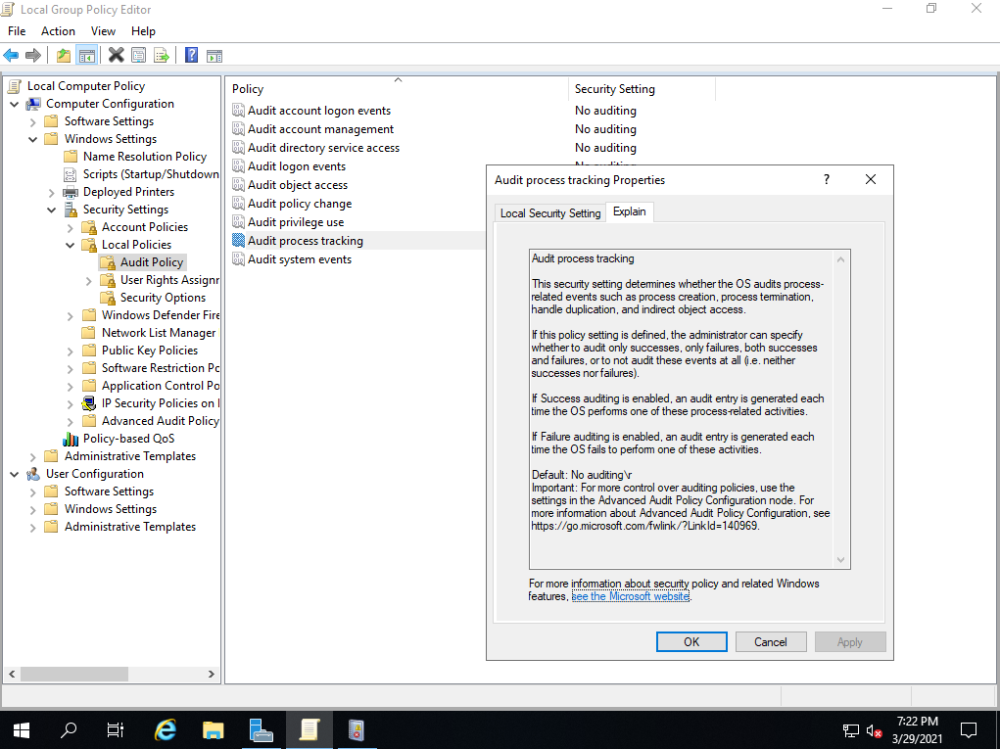 Local Group Policy Editor
File Action View Help
Local Computer Policy
Computer Configuration
Software Settings
Windows Settings
Name Resolution Policy
Scripts (Startup/Shutdown
Deployed Printers
Security Settings
Account Policies
Local Policies
Audit Policy
User Rights Assignr
Security Options
Windows Defender Fire
Network List Manager
Public Key Policies
Software Restriction Po
Application Control Po
IP Security Policies on
Advanced Audit Policy
Policy-based QoS
Administrative Templates
User Configuration
Software Settings
Windows Settings
Administrative Templates
Policy Security Setting
Audit account logon events No auditing
Audit account management No auditing
Audit directory service access No auditing
Audit logon events
Audit object access
Audit policy change
Audit privilege use
Audit process tracking
Audit system events
Audit process tracking Properties
Local Security Setting Explain
Audit process tracking
This security setting determines whether the OS audits process-
related events such as process creation, process termination,
handle duplication, and indirect object access.
If this policy setting is defined, the administrator can specify
whether to audit only successes, only failures, both successes
and failures, or to not audit these events at all (i.e. neither
successes nor failures).
If Success auditing is enabled, an audit entry is generated each
time the OS performs one of these process-related activities.
If Failure auditing is enabled, an audit entry is generated each
time the OS fails to perform one of these activities.
Default: No auditing\r
Important: For more control over auditing policies, use the
settings in the Advanced Audit Policy Configuration node. For
more information about Advanced Audit Policy Configuration, see
https://go.microsoft.com/fwlink/?LinkId=140969.
For more information about security policy and related Windows
features, see the Microsoft website.
OK Cancel Apply
7:22 PM
3/29/2021